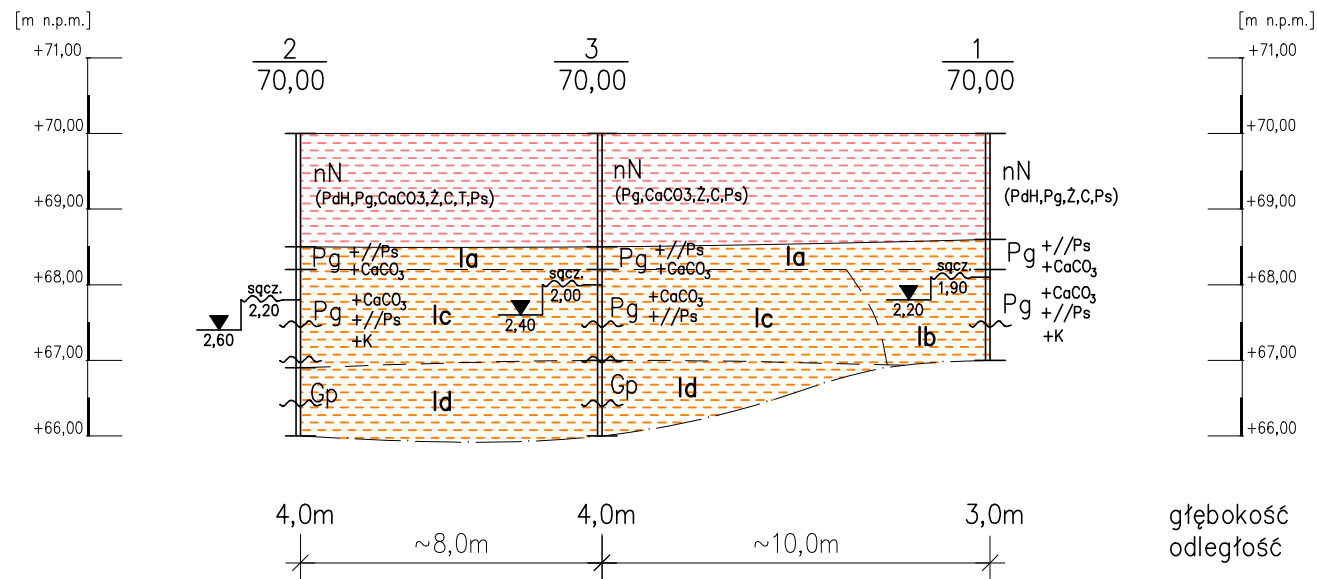 [m n.p.m.]
[m n.p.m.]
+71,00
2
3
1
+71,00
70,00
70,00
70,00
+70,00
+70,00
nN
(PdH,Pg,CaCO3,Ż,C,T,Ps)
nN
(Pg,CaCO3,Ż,C,Ps)
nN
(PdH,Pg,Ż,C,Ps)
+69,00
+69,00
Pg +//Ps
+CaCO3
Ia
Pg +//Ps
+CaCO3
Ia
Pg +//Ps
+CaCO3
+68,00
+68,00
sącz.
2,20
2,60
Pg +CaCO3
+//Ps
+K
Ic
sącz.
2,00
2,40
Pg +CaCO3
+//Ps
Ic
sącz.
1,90
2,20
Ib
Pg +CaCO3
+//Ps
+K
+67,00
+67,00
Gp
Id
Gp
Id
+66,00
+66,00
4,0m
4,0m
3,0m
głębokość
~8,0m
~10,0m
odległość